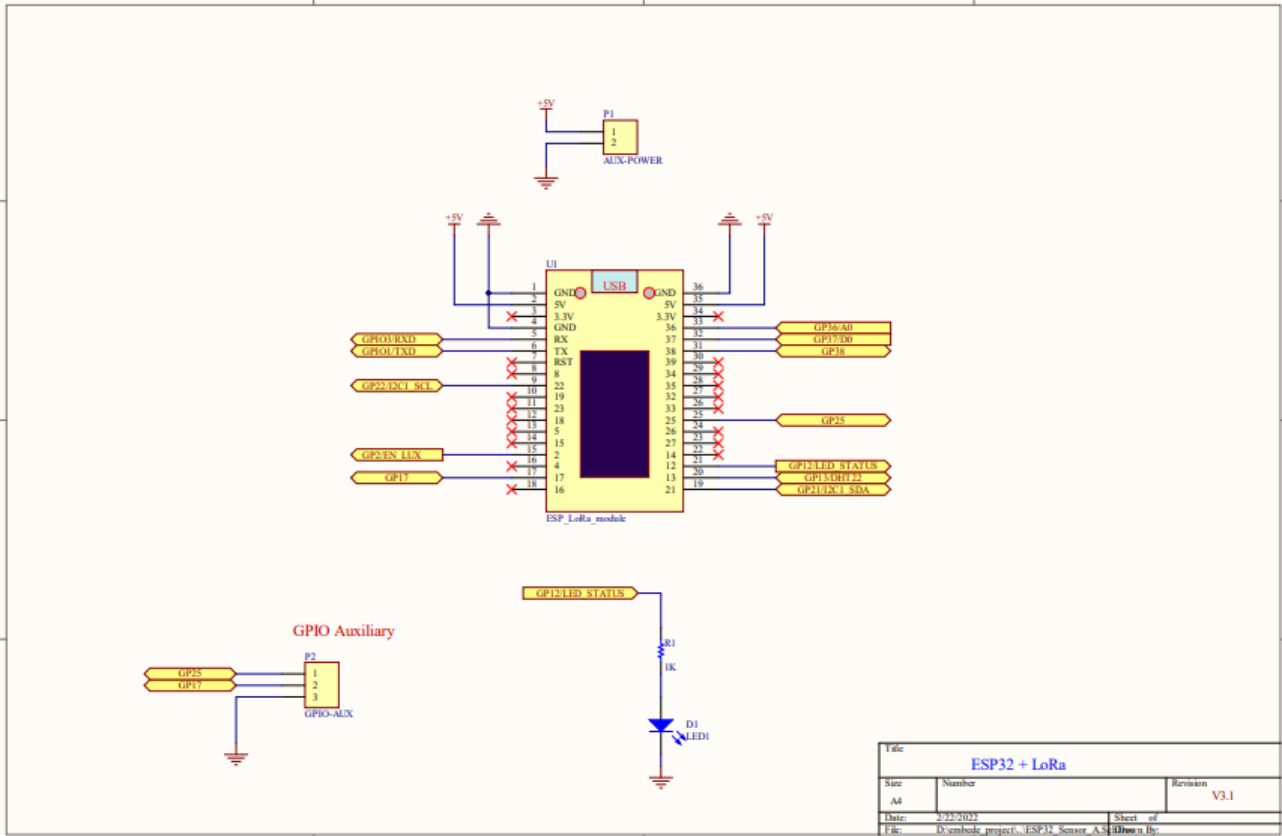 +5V
P1
1
2
AUX-POWER
+5V
+5V
U1
USB
1 GND GND 36
2 5V 5V 35
3 3.3V 3.3V 34
4 GND 36 33 GP36/A0
GPIO3/RXD 5 RX 37 32 GP37/D0
GPIO1/TXD 6 TX 38 31 GP38
7 RST 39 30
8 8 34 29
GP22/I2C1_SCL 9 22 35 28
10 19 32 27
11 23 33 26
12 18 25 25 GP25
13 5 26 24
14 15 27 23
GP2/EN_LUX 15 2 14 22
16 4 12 21 GP12/LED_STATUS
GP17 17 17 13 20 GP13/DHT22
18 16 21 19 GP21/I2C1_SDA
ESP_LoRa_module
GP12/LED_STATUS
R1
1K
D1
LED1
GPIO Auxiliary
P2
GP25 1
GP17 2
3
GPIO-AUX
Title
ESP32 + LoRa
Size
Number
Revision
A4
V3.1
Date: 2/22/2022 Sheet of
File: D:\embede_project\..\ESP32_Sensor_A.